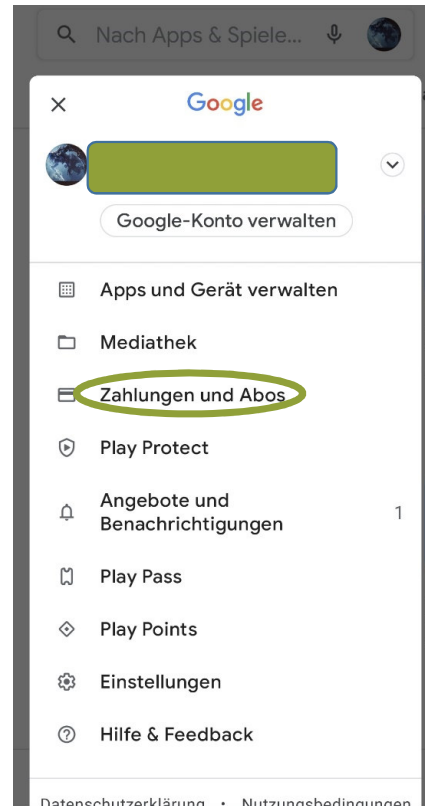 Nach Apps & Spiele...
Google
Google-Konto verwalten
Apps und Gerät verwalten
Mediathek
Zahlungen und Abos
Play Protect
Angebote und
Benachrichtigungen
1
Play Pass
Play Points
Einstellungen
Hilfe & Feedback
Datenschutzerklärung • Nutzungsbedingungen